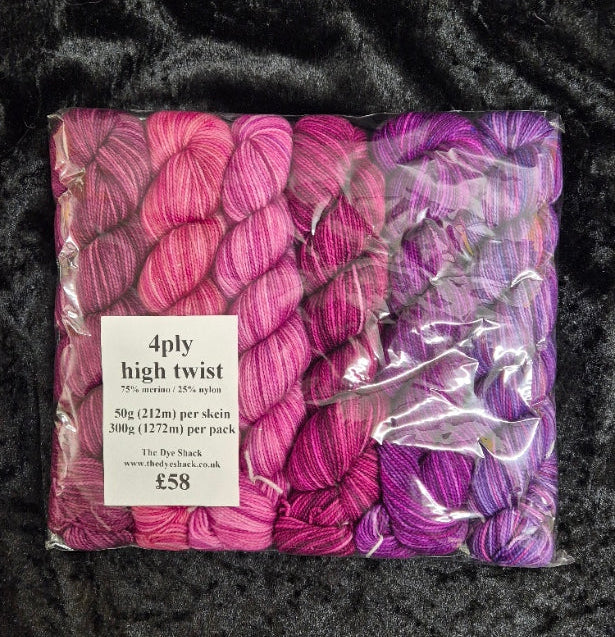 4ply
high twist
75% merino / 25% nylon
50g (212m) per skein
300g (1272m) per pack
The Dye Shack
www.thedyeshack.co.uk
£58